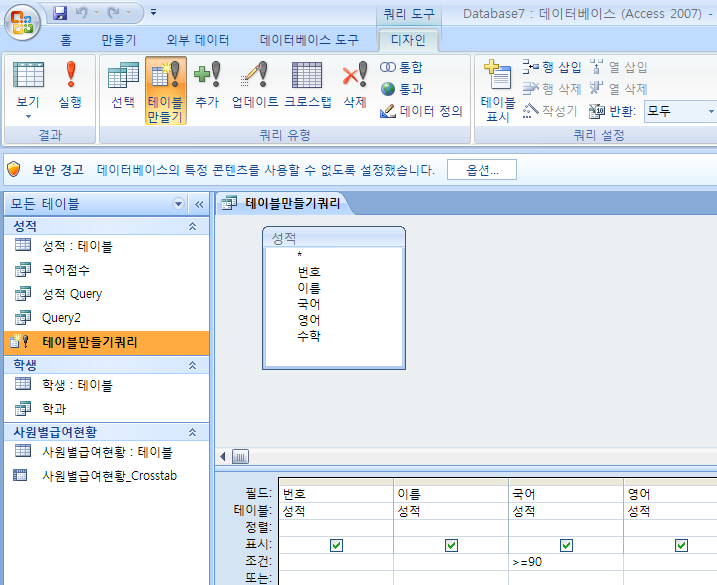 쿼리 도구 Database7 : 데이터베이스 (Access 2007) -
홈 만들기 외부 데이터 데이터베이스 도구 디자인
보기 실행 선택 테이블 만들기 추가 업데이트 크로스탭 삭제
통합
통과
데이터 정의
테이블 표시
행 삽입 열 삽입
행 삭제 열 삭제
작성기 반환: 모두
결과 쿼리 유형 쿼리 설정
보안 경고 데이터베이스의 특정 콘텐츠를 사용할 수 없도록 설정했습니다. 옵션...
모든 테이블 «
성적
성적 : 테이블
국어점수
성적 Query
Query2
테이블만들기쿼리
학생
학생 : 테이블
학과
사원별급여현황
사원별급여현황 : 테이블
사원별급여현황_Crosstab
테이블만들기쿼리
성적
*
번호
이름
국어
영어
수학
필드: 번호 이름 국어 영어
테이블: 성적 성적 성적 성적
정렬:
표시:
조건: >=90
또는: